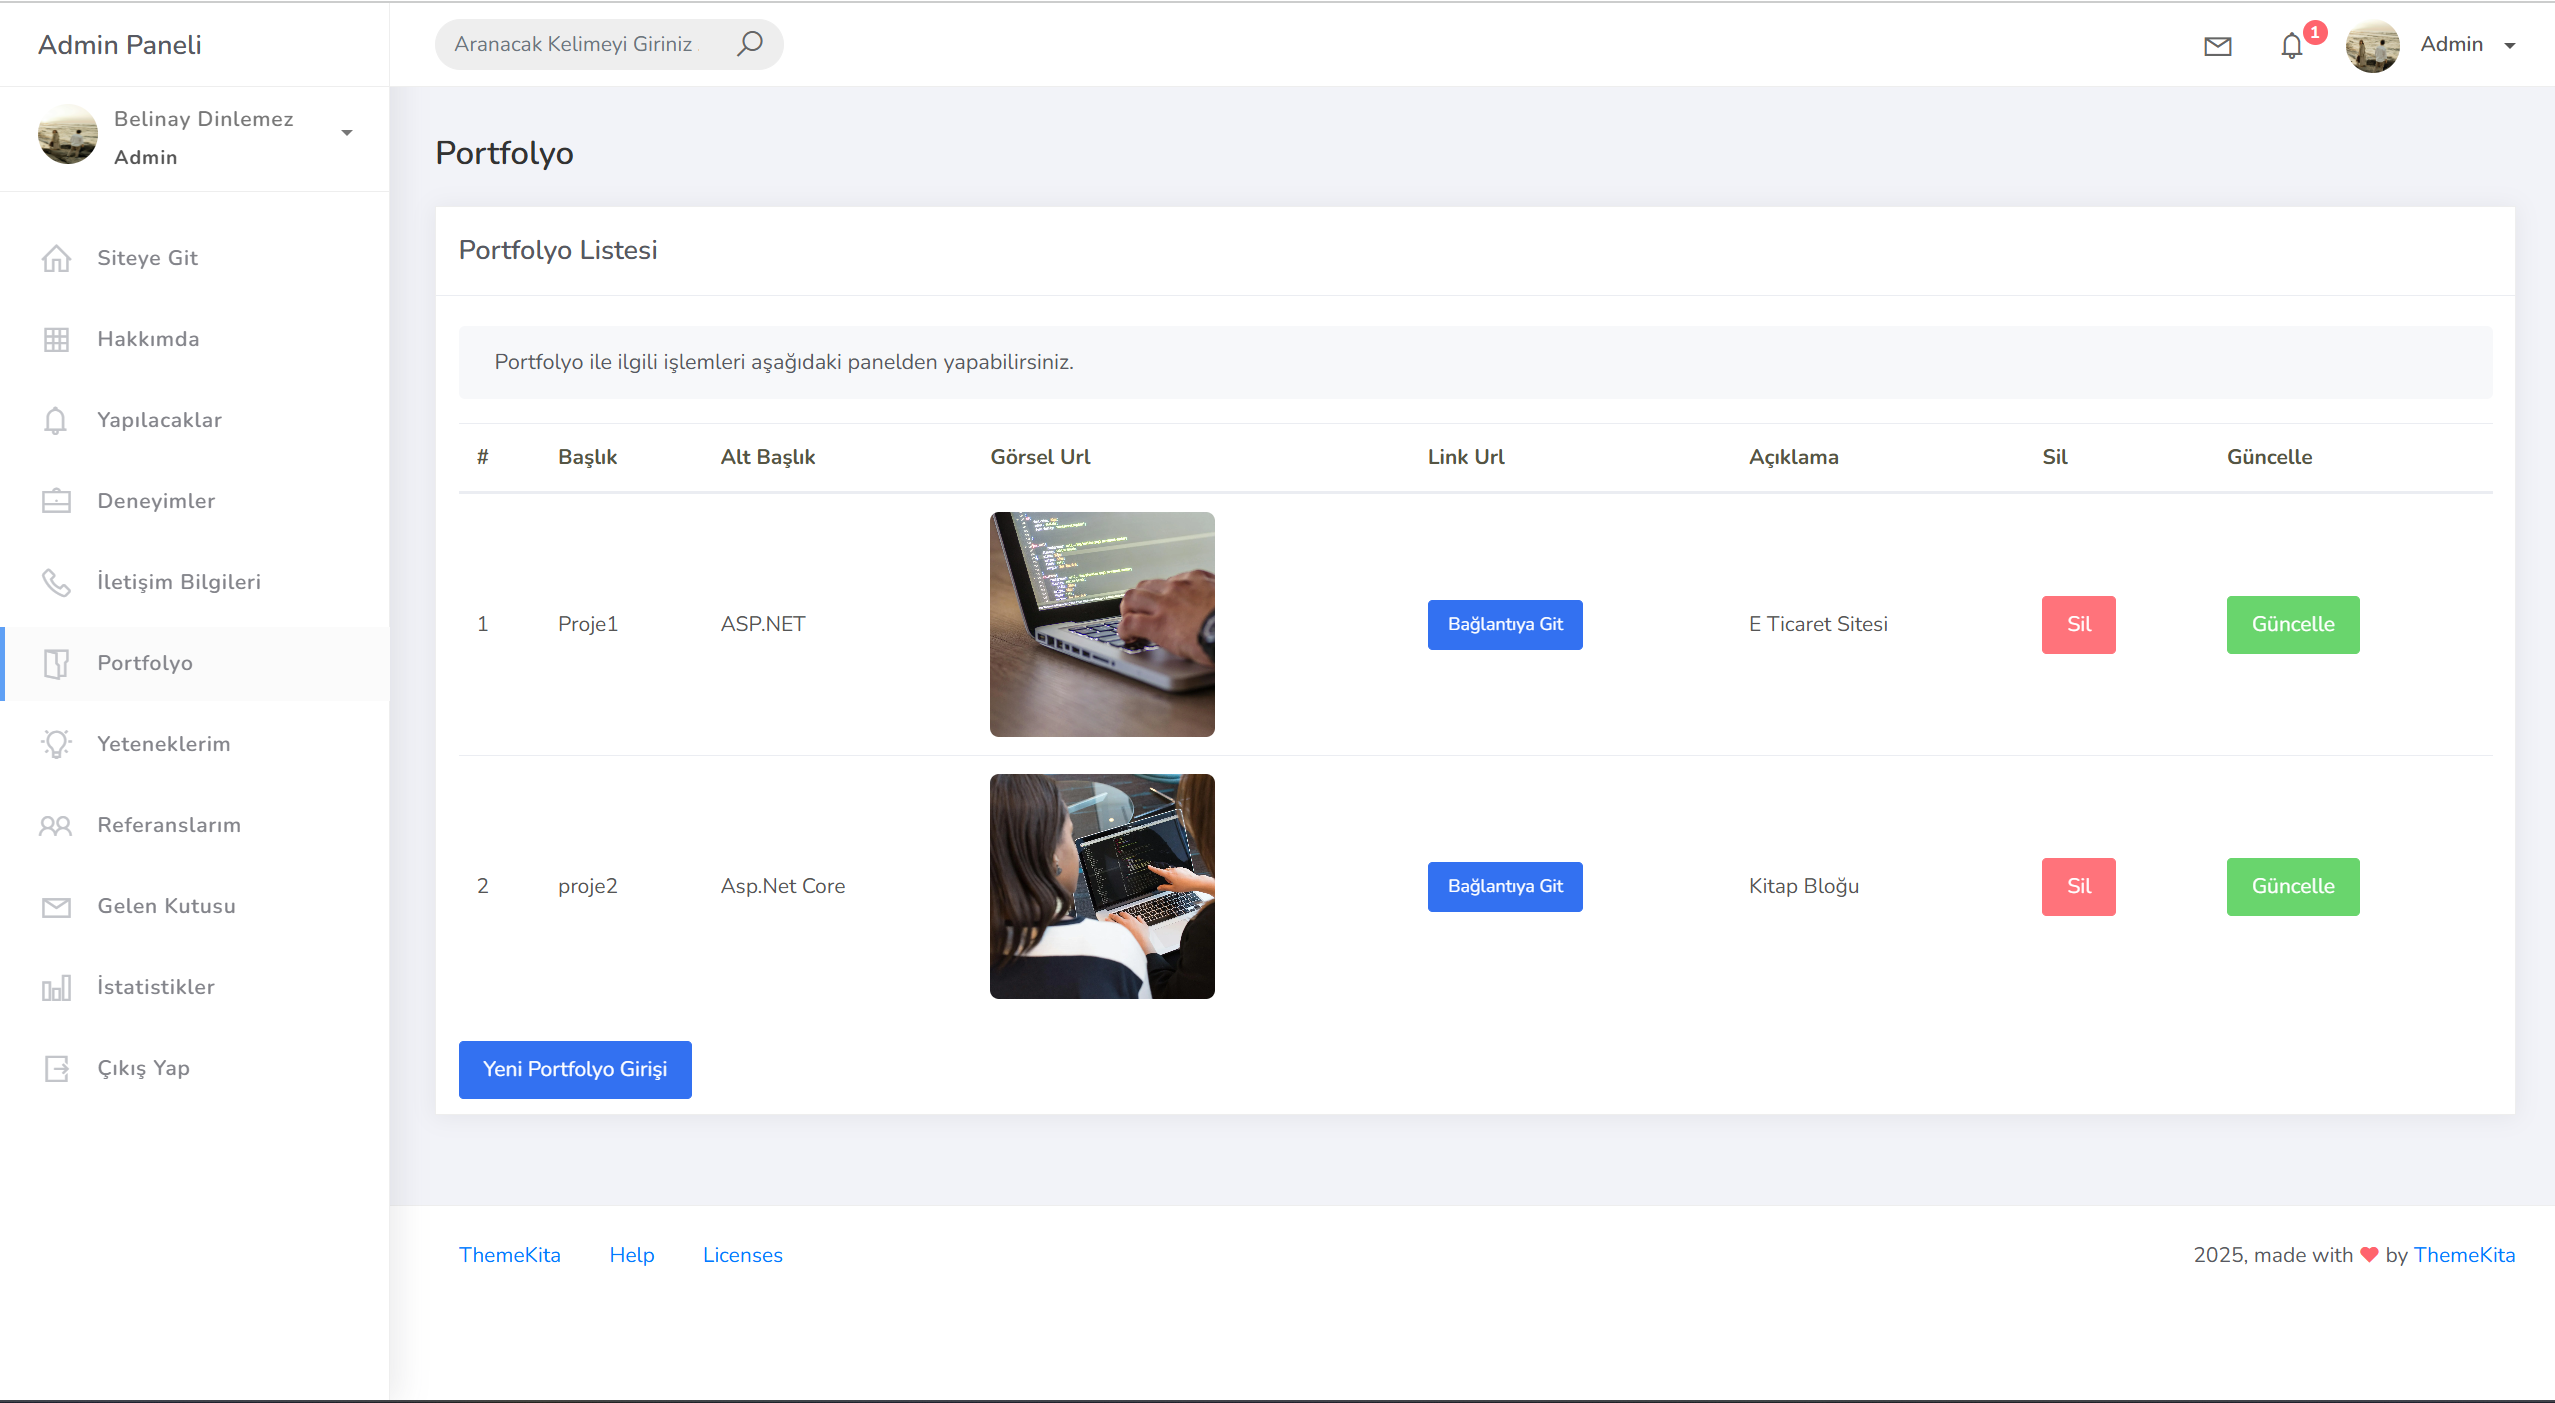 Admin Paneli
Aranacak Kelimeyi Giriniz
1
Admin
Belinay Dinlemez
Admin
Siteye Git
Hakkımda
Yapılacaklar
Deneyimler
İletişim Bilgileri
Portfolyo
Yeteneklerim
Referanslarım
Gelen Kutusu
İstatistikler
Çıkış Yap
Portfolyo
Portfolyo Listesi
Portfolyo ile ilgili işlemleri aşağıdaki panelden yapabilirsiniz.
# Başlık Alt Başlık Görsel Url Link Url Açıklama Sil Güncelle
1 Proje1 ASP.NET Bağlantıya Git E Ticaret Sitesi Sil Güncelle
2 proje2 Asp.Net Core Bağlantıya Git Kitap Bloğu Sil Güncelle
Yeni Portfolyo Girişi
ThemeKita Help Licenses
2025, made with by ThemeKita